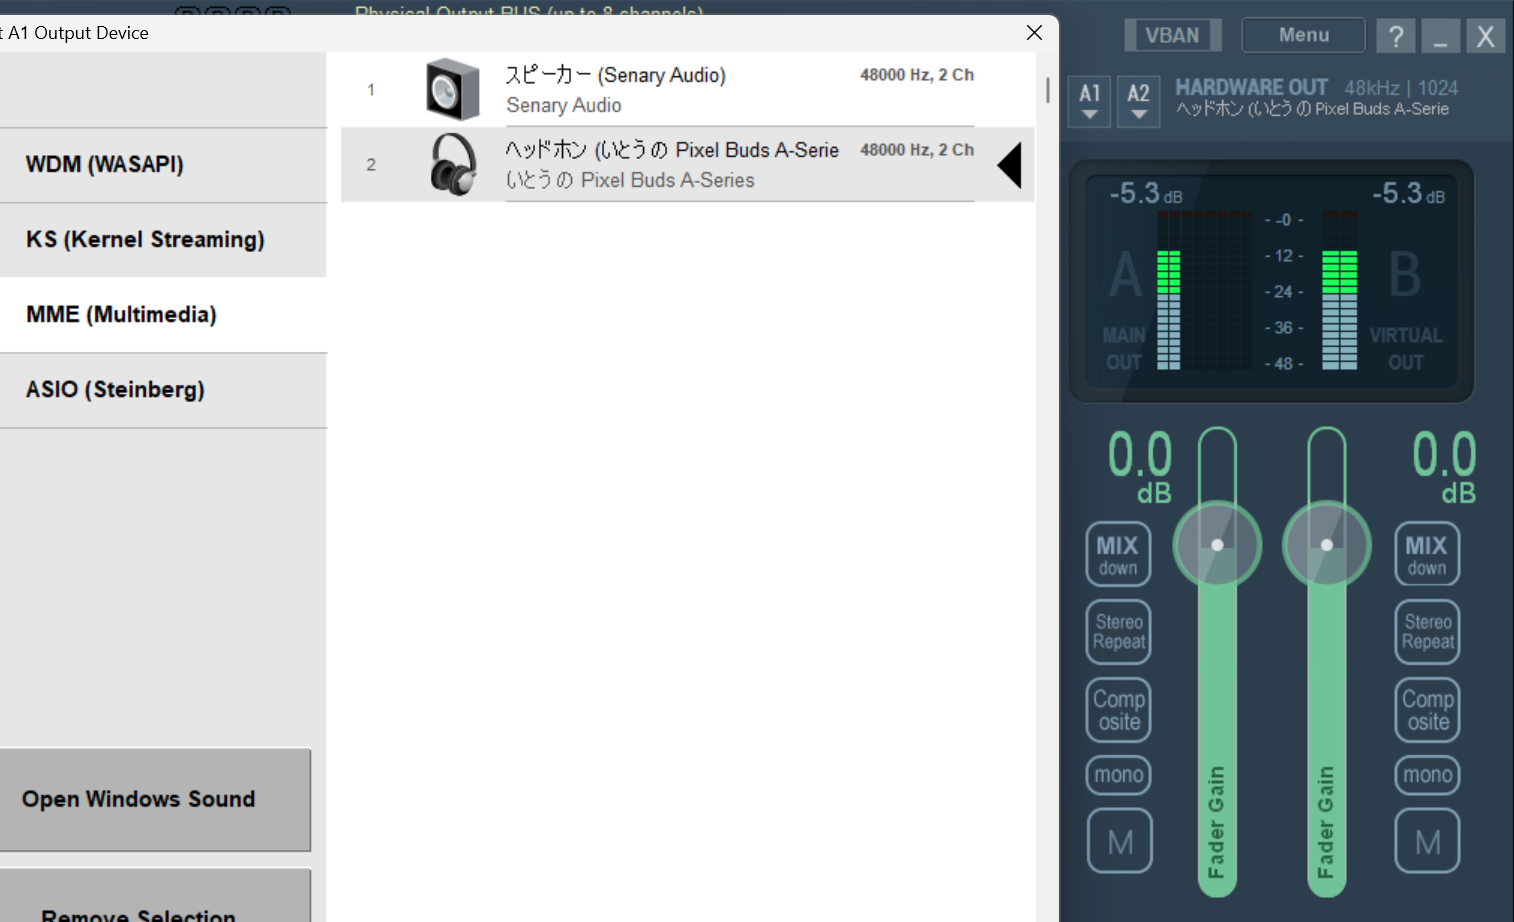 Physical Output BUS (up to 8 channels)
t A1 Output Device
WDM (WASAPI)
KS (Kernel Streaming)
MME (Multimedia)
ASIO (Steinberg)
Open Windows Sound
Remove Selection
1
スピーカー (Senary Audio)
48000 Hz, 2 Ch
Senary Audio
2
ヘッドホン (いとうの Pixel Buds A-Serie
48000 Hz, 2 Ch
いとうの Pixel Buds A-Series
VBAN
Menu
?
_
X
A1
A2
HARDWARE OUT 48kHz | 1024
ヘッドホン (いとうの Pixel Buds A-Serie
-5.3 dB
-5.3 dB
- -0 -
- 12 -
- 24 -
- 36 -
- 48 -
A
MAIN
OUT
B
VIRTUAL
OUT
0.0
dB
0.0
dB
MIX
down
Stereo
Repeat
Comp
osite
mono
M
Fader Gain
Fader Gain
MIX
down
Stereo
Repeat
Comp
osite
mono
M